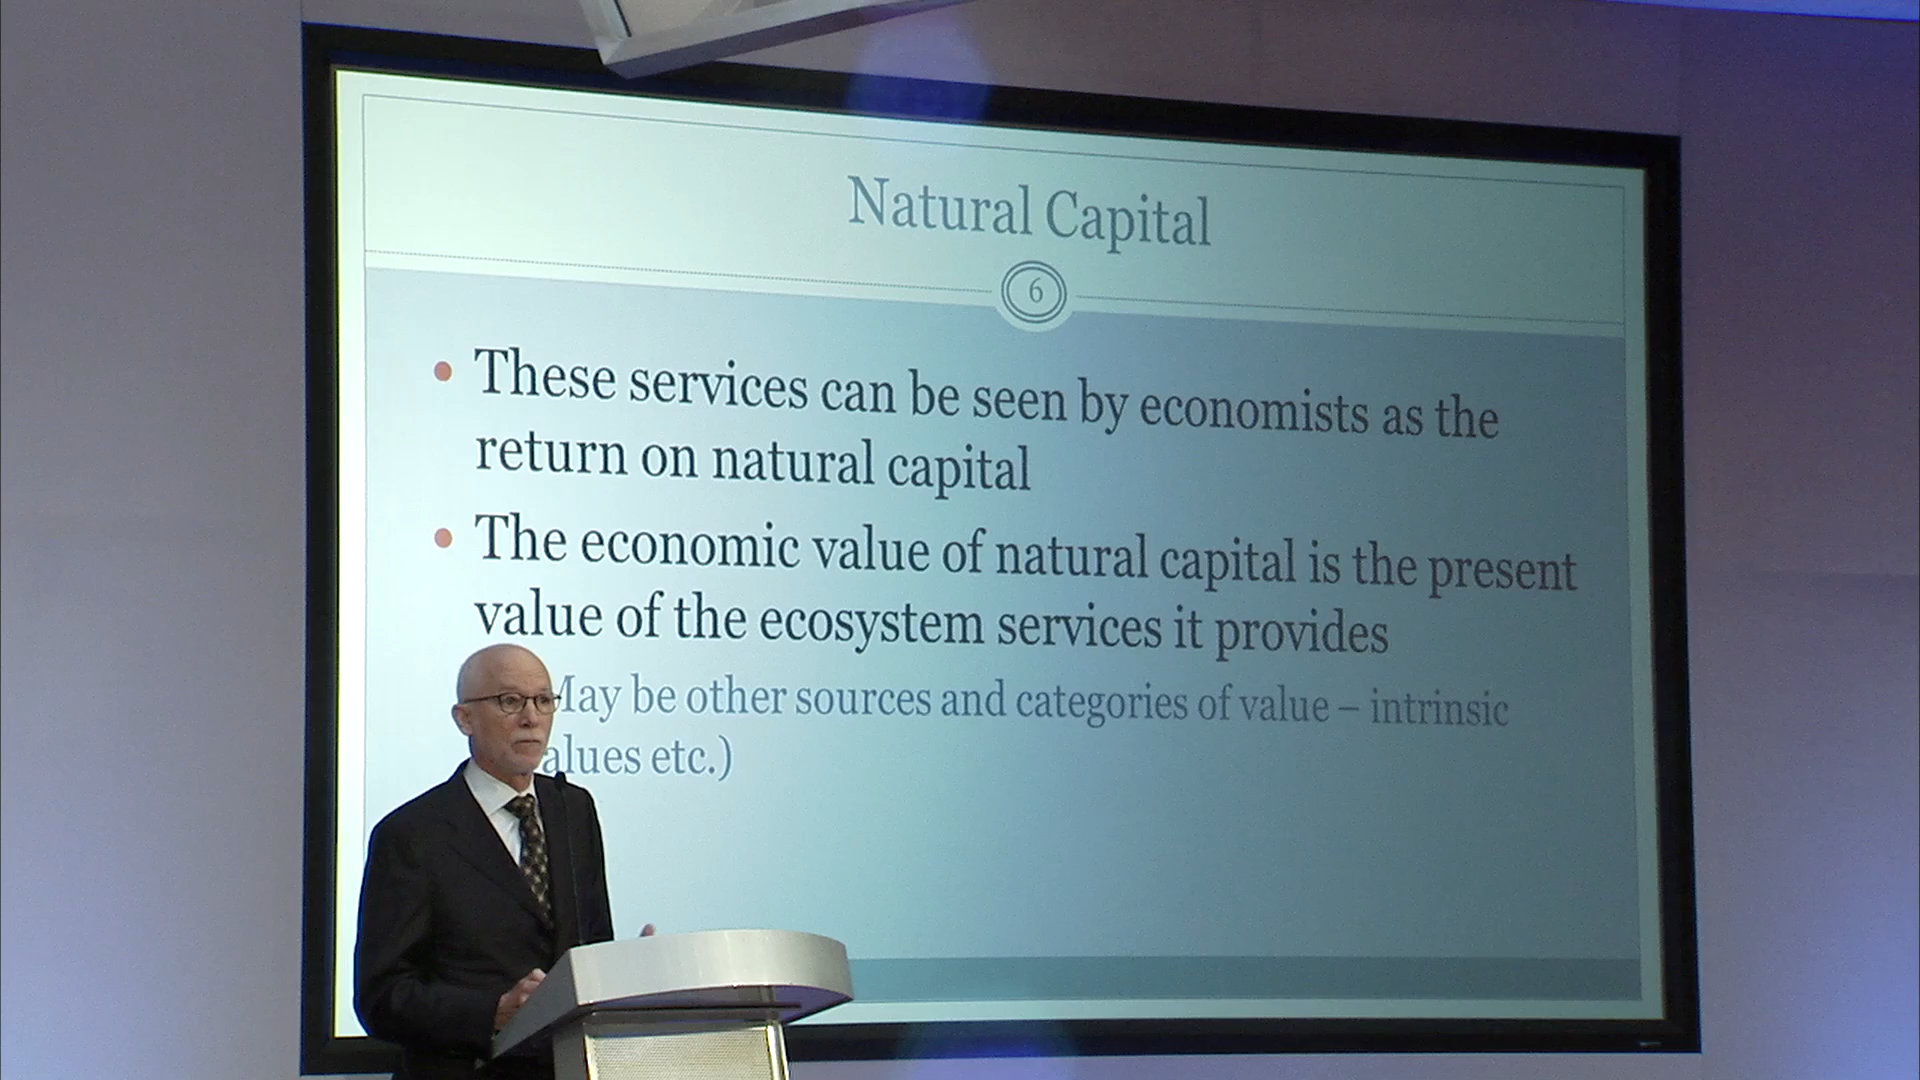 Natural Capital
6
• These services can be seen by economists as the
return on natural capital
• The economic value of natural capital is the present
value of the ecosystem services it provides
be other sources and categories of value – intrinsic
etc.)